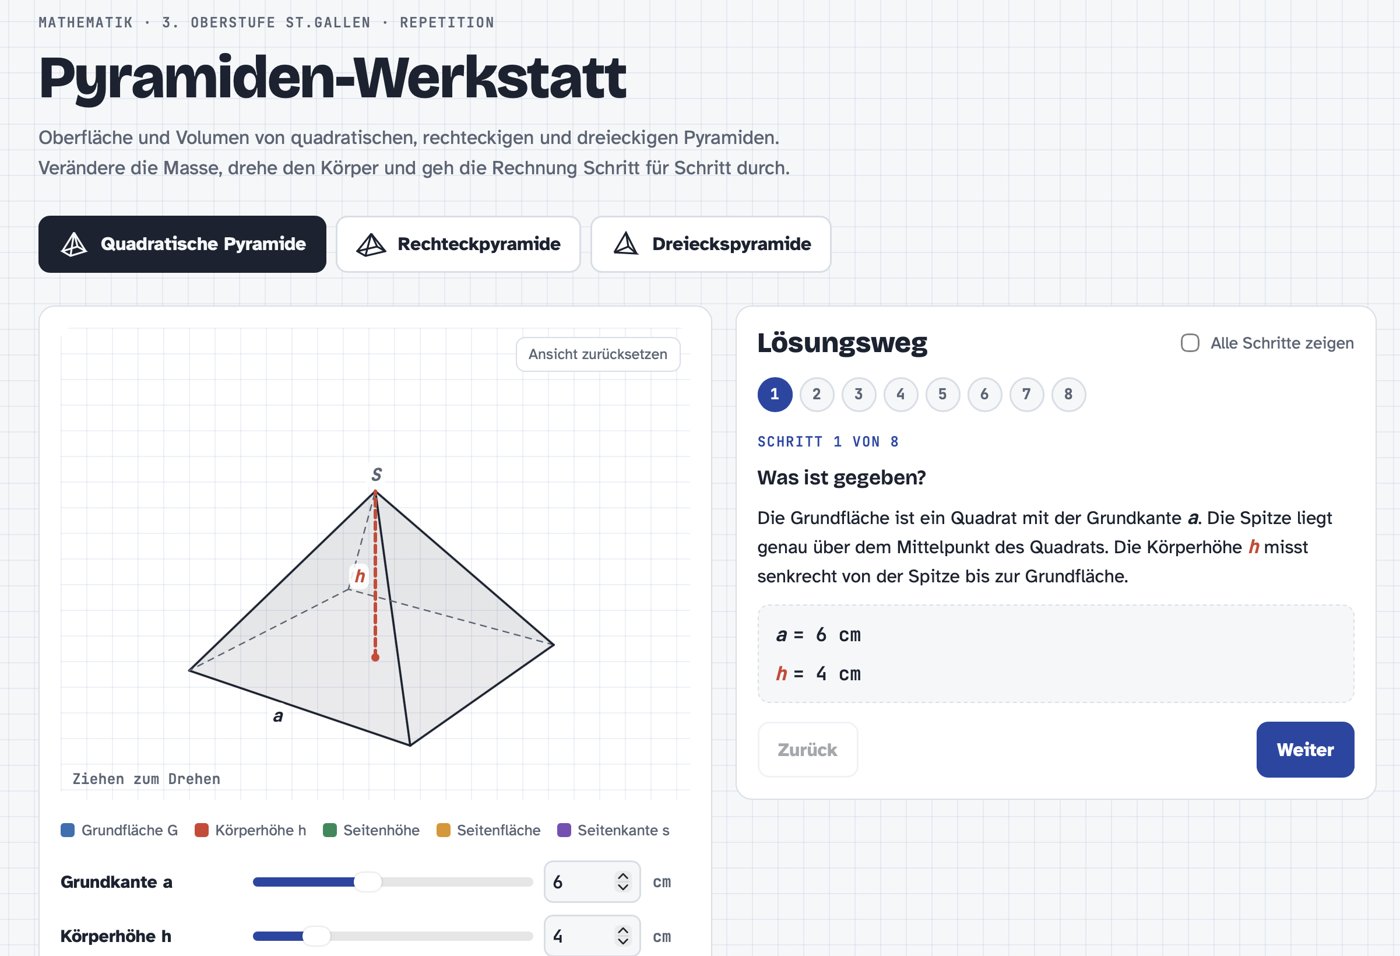 MATHEMATIK · 3. OBERSTUFE ST.GALLEN · REPETITION
Pyramiden-Werkstatt
Oberfläche und Volumen von quadratischen, rechteckigen und dreieckigen Pyramiden.
Verändere die Masse, drehe den Körper und geh die Rechnung Schritt für Schritt durch.
Quadratische Pyramide
Rechteckpyramide
Dreieckspyramide
Ansicht zurücksetzen
S
h
a
Ziehen zum Drehen
Grundfläche G
Körperhöhe h
Seitenhöhe
Seitenfläche
Seitenkante s
Grundkante a
6
cm
Körperhöhe h
4
cm
Lösungsweg
Alle Schritte zeigen
1 2 3 4 5 6 7 8
SCHRITT 1 VON 8
Was ist gegeben?
Die Grundfläche ist ein Quadrat mit der Grundkante a. Die Spitze liegt
genau über dem Mittelpunkt des Quadrats. Die Körperhöhe h misst
senkrecht von der Spitze bis zur Grundfläche.
a = 6 cm
h = 4 cm
Zurück
Weiter